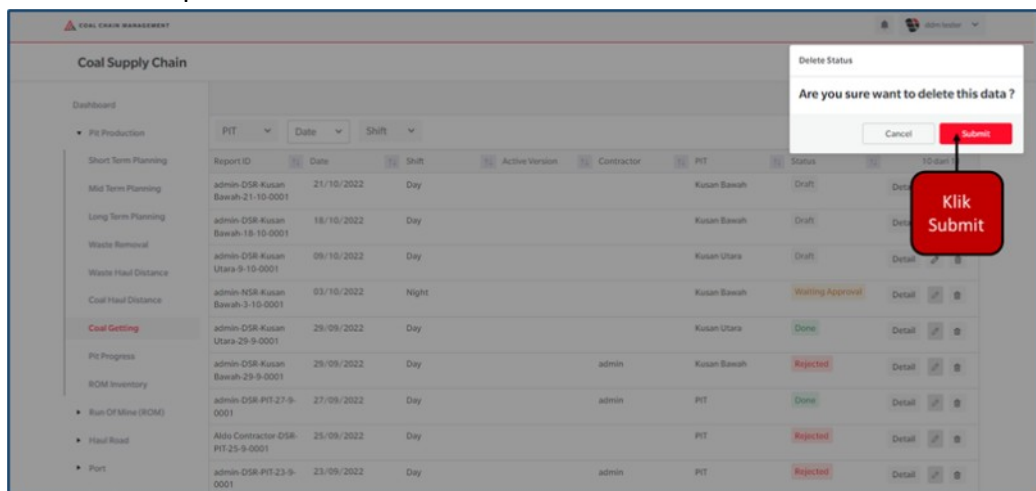 COAL CHAIN MANAGEMENT
ddm tester
Coal Supply Chain
Delete Status
Are you sure want to delete this data ?
Cancel
Submit
Klik
Submit
Dashboard
Pit Production
Short Term Planning
Mid Term Planning
Long Term Planning
Waste Removal
Waste Haul Distance
Coal Haul Distance
Coal Getting
Pit Progress
ROM Inventory
Run Of Mine (ROM)
Haul Road
Port
PIT Date Shift
Report ID Date Shift Active Version Contractor PIT Status 10 dari
admin-DSR-Kusan 21/10/2022 Day Kusan Bawah Draft
Bawah-21-10-0001
admin-DSR-Kusan 18/10/2022 Day Kusan Bawah Draft
Bawah-18-10-0001
admin-DSR-Kusan 09/10/2022 Day Kusan Utara Draft Detail
Utara-9-10-0001
admin-NSR-Kusan 03/10/2022 Night Kusan Bawah Waiting Approval Detail
Bawah-3-10-0001
admin-DSR-Kusan 29/09/2022 Day Kusan Utara Done Detail
Utara-29-9-0001
admin-DSR-Kusan 29/09/2022 Day admin Kusan Bawah Rejected Detail
Bawah-29-9-0001
admin-DSR-PIT-27-9- 27/09/2022 Day admin PIT Done Detail
0001
Aldo Contractor-DSR- 25/09/2022 Day PIT Rejected Detail
PIT-25-9-0001
admin-DSR-PIT-23-9- 23/09/2022 Day admin PIT Rejected Detail
0001